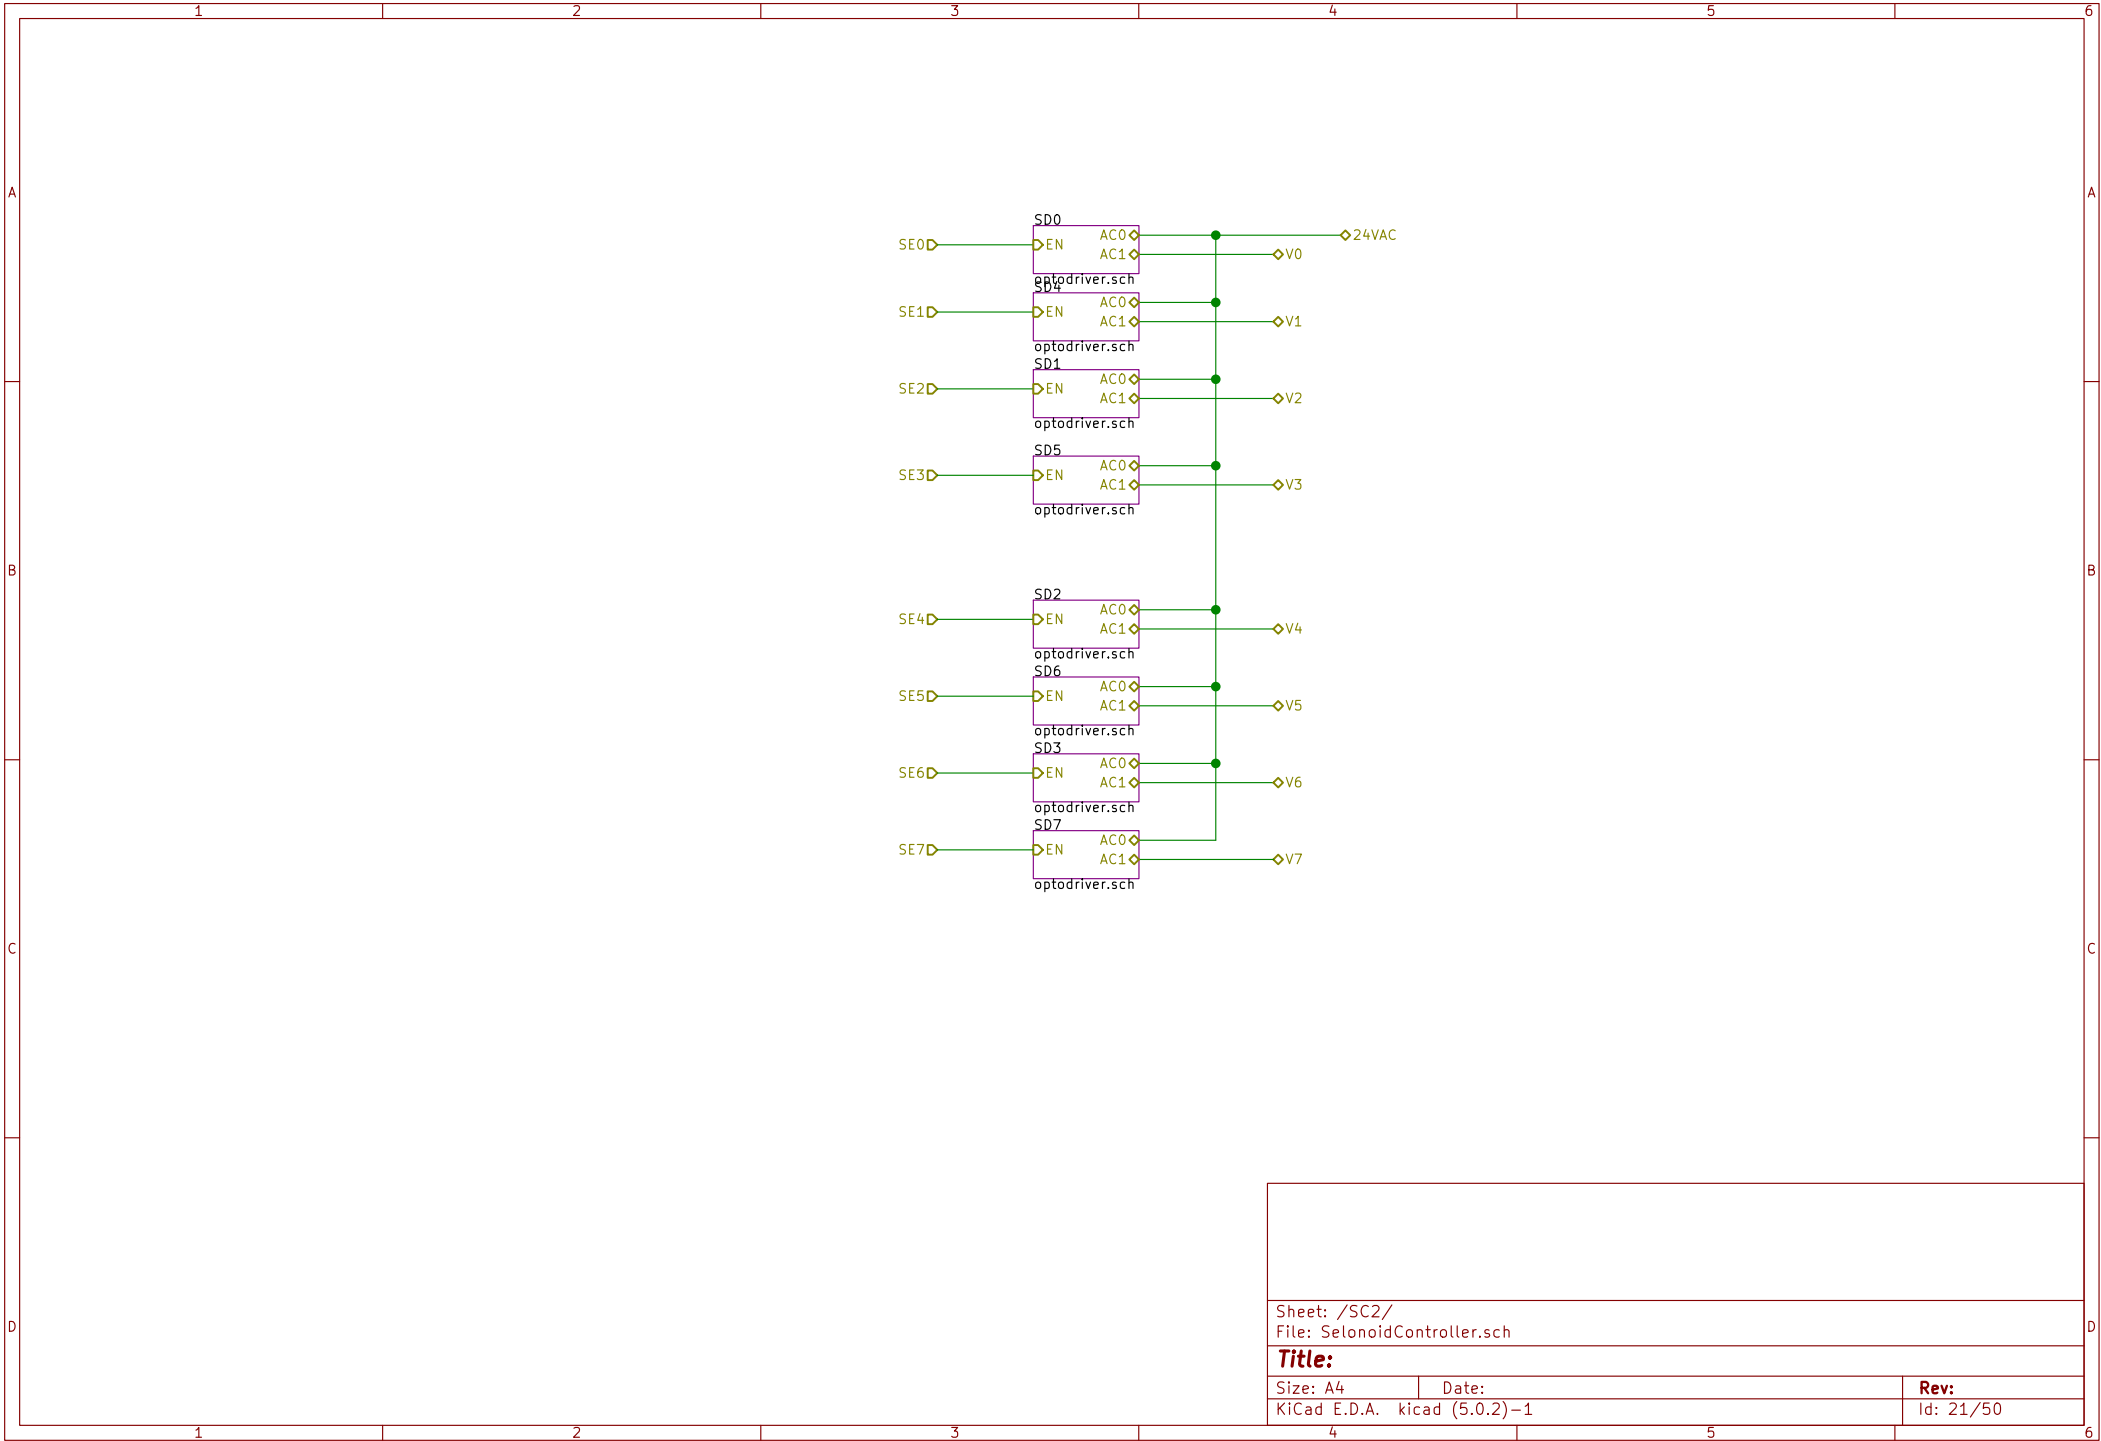 1 2 3 4 5 6
A A
SD0
SE0 EN AC0 24VAC
AC1 V0
optodriver.sch
SD4
SE1 EN AC0
AC1 V1
optodriver.sch
SD1
SE2 EN AC0
AC1 V2
optodriver.sch
SD5
SE3 EN AC0
AC1 V3
optodriver.sch
B B
SD2
SE4 EN AC0
AC1 V4
optodriver.sch
SD6
SE5 EN AC0
AC1 V5
optodriver.sch
SD3
SE6 EN AC0
AC1 V6
optodriver.sch
SD7
SE7 EN AC0
AC1 V7
optodriver.sch
C C
Sheet: /SC2/
File: SelonoidController.sch
D D
Title:
Size: A4 Date: Rev:
KiCad E.D.A. kicad (5.0.2)-1 Id: 21/50
1 2 3 4 5 6